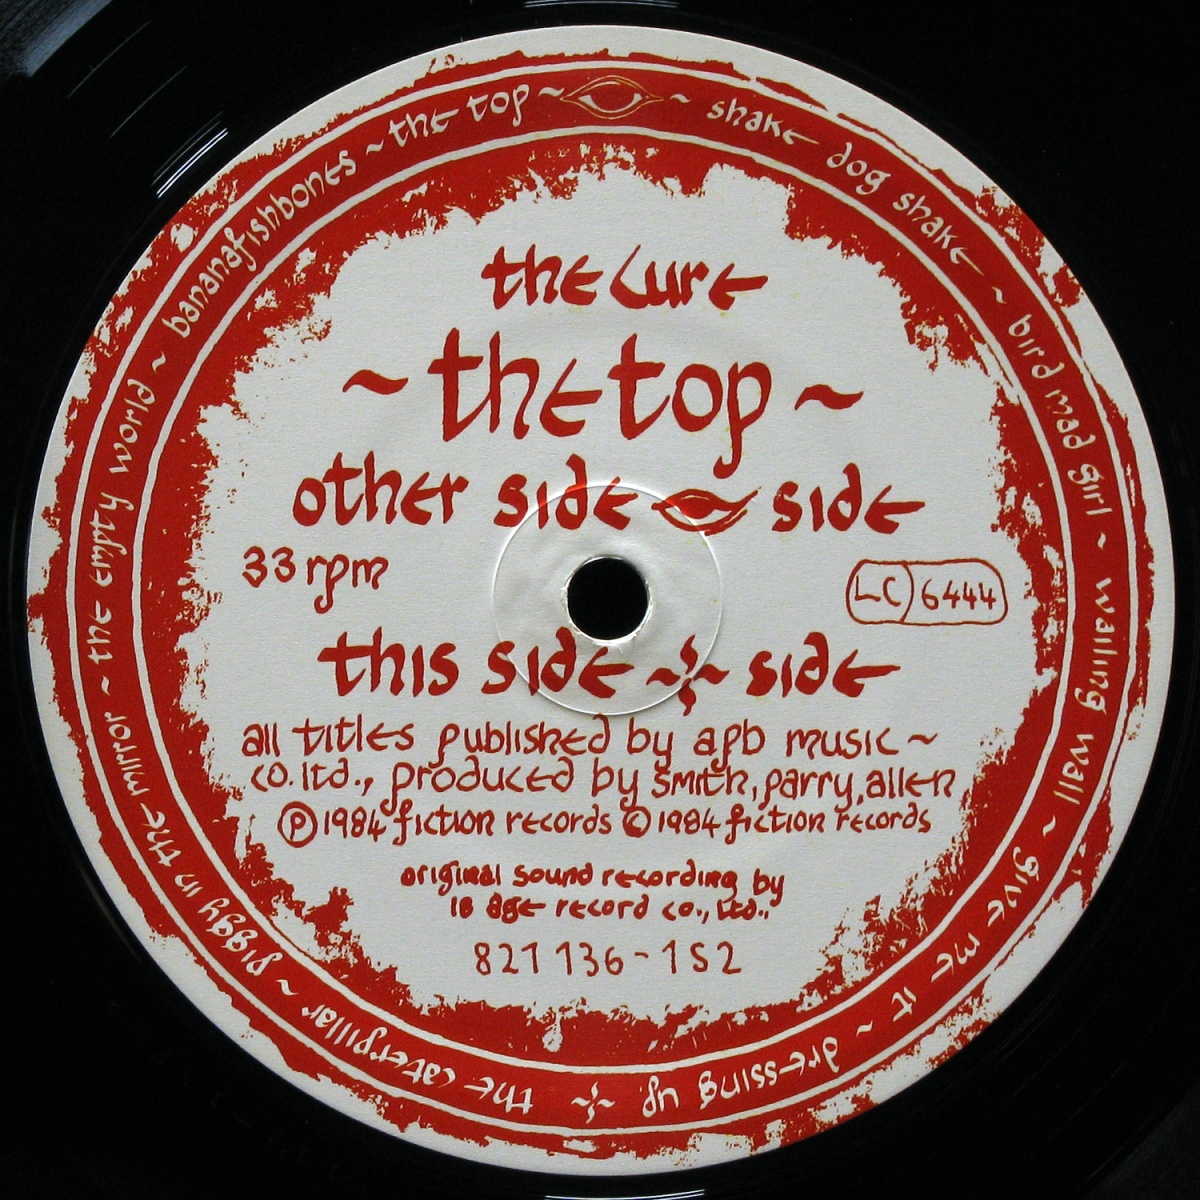 ~ shake dog shake ~ bird mad girl ~ wailing wall ~ give me it ~ dressing up
the caterpillar ~ piggy in the mirror ~ the empty world ~ bananafishbones ~ the top ~
the cure
~ the top ~
other side side
33 rpm
LC 6444
this side side
all titles published by apb music ~
co. ltd., produced by smith, parry, allen
℗ 1984 fiction records © 1984 fiction records
original sound recording by
18 age record co., ltd.,
821 136 - 1 S 2